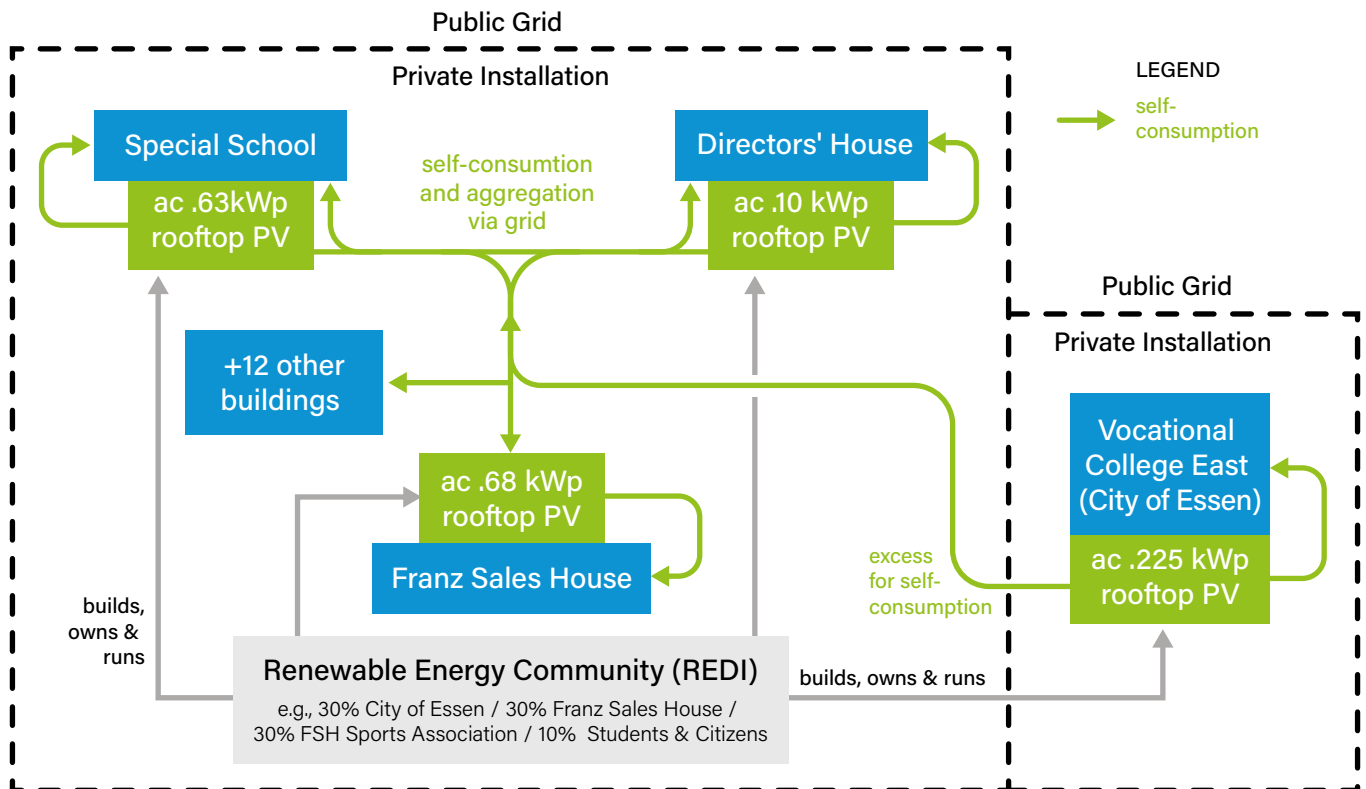 Public Grid
Private Installation
LEGEND
self-
consumption
Special School
ac .63kWp
rooftop PV
self-consumtion
and aggregation
via grid
Directors' House
ac .10 kWp
rooftop PV
Public Grid
Private Installation
+12 other
buildings
Vocational
College East
(City of Essen)
ac .225 kWp
rooftop PV
ac .68 kWp
rooftop PV
Franz Sales House
excess
for self-
consumption
builds,
owns &
runs
Renewable Energy Community (REDI)
e.g., 30% City of Essen / 30% Franz Sales House /
30% FSH Sports Association / 10% Students & Citizens
builds, owns & runs